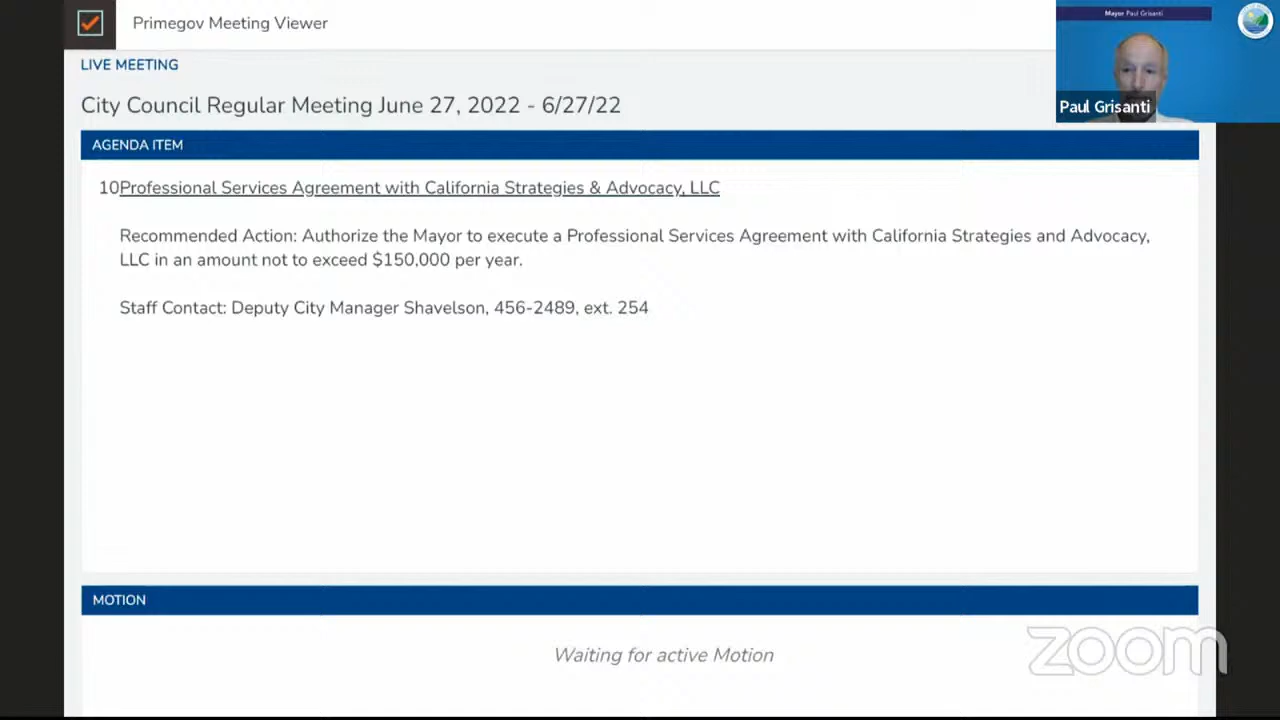 Primegov Meeting Viewer
Mayor Paul Grisanti
Paul Grisanti
LIVE MEETING
City Council Regular Meeting June 27, 2022 - 6/27/22
AGENDA ITEM
10Professional Services Agreement with California Strategies & Advocacy, LLC
Recommended Action: Authorize the Mayor to execute a Professional Services Agreement with California Strategies and Advocacy,
LLC in an amount not to exceed $150,000 per year.
Staff Contact: Deputy City Manager Shavelson, 456-2489, ext. 254
MOTION
Waiting for active Motion
zoom